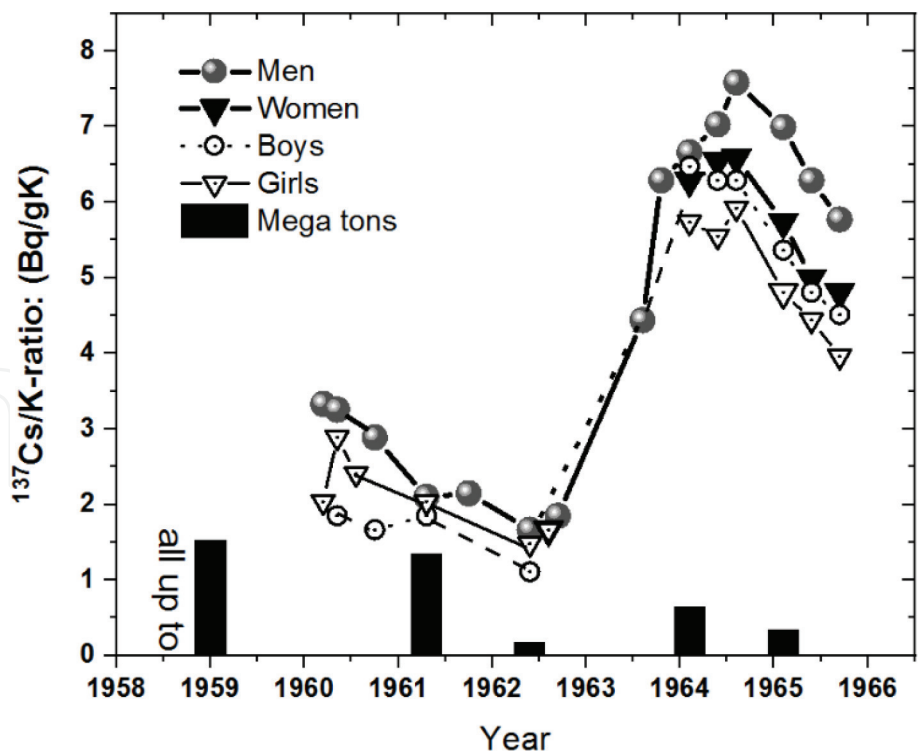 Men
Women
Boys
Girls
Mega tons
¹³⁷Cs/K-ratio: (Bq/gK)
8
7
6
5
4
3
2
1
0
all up to
1958 1959 1960 1961 1962 1963 1964 1965 1966
Year